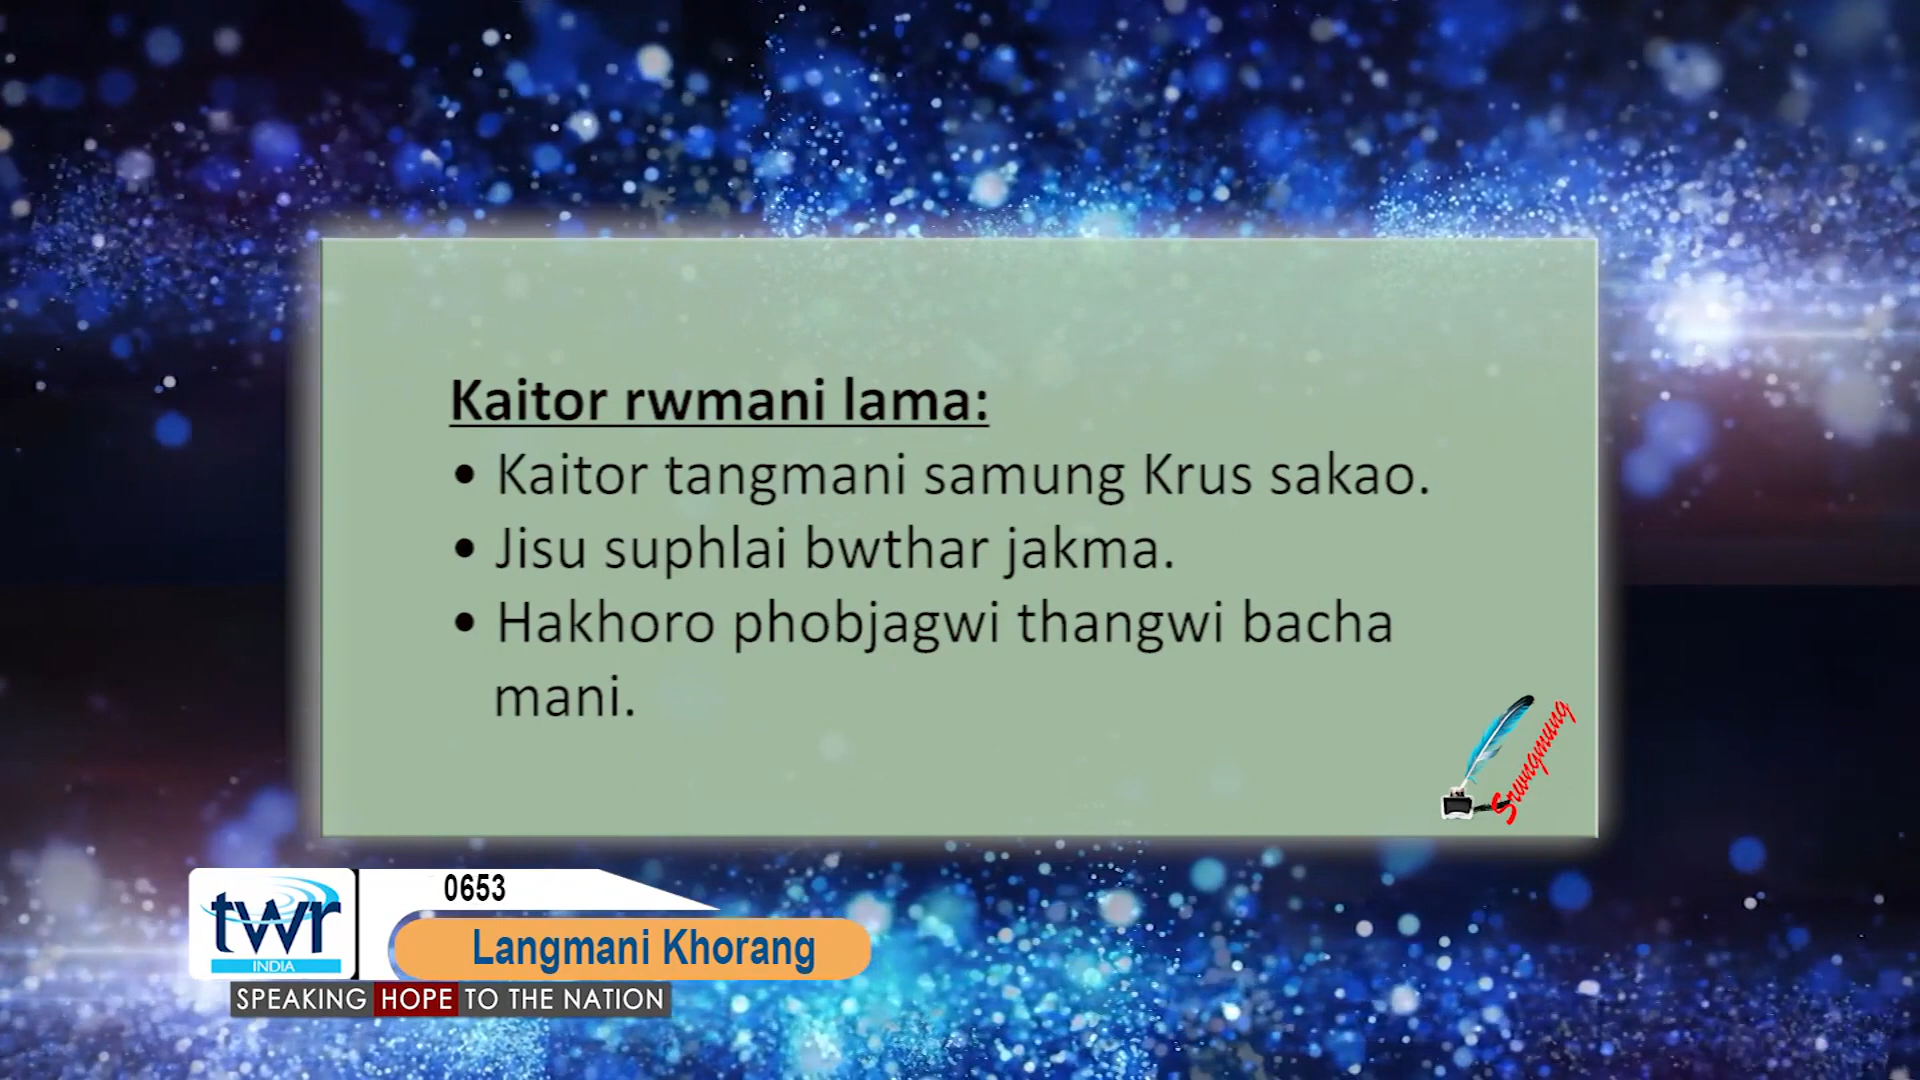 Kaitor rwmani lama:
• Kaitor tangmani samung Krus sakao.
• Jisu suphlai bwthar jakma.
• Hakhoro phobjagwi thangwi bacha
mani.
Srwngmung
0653
twr
INDIA
Langmani Khorang
SPEAKING HOPE TO THE NATION